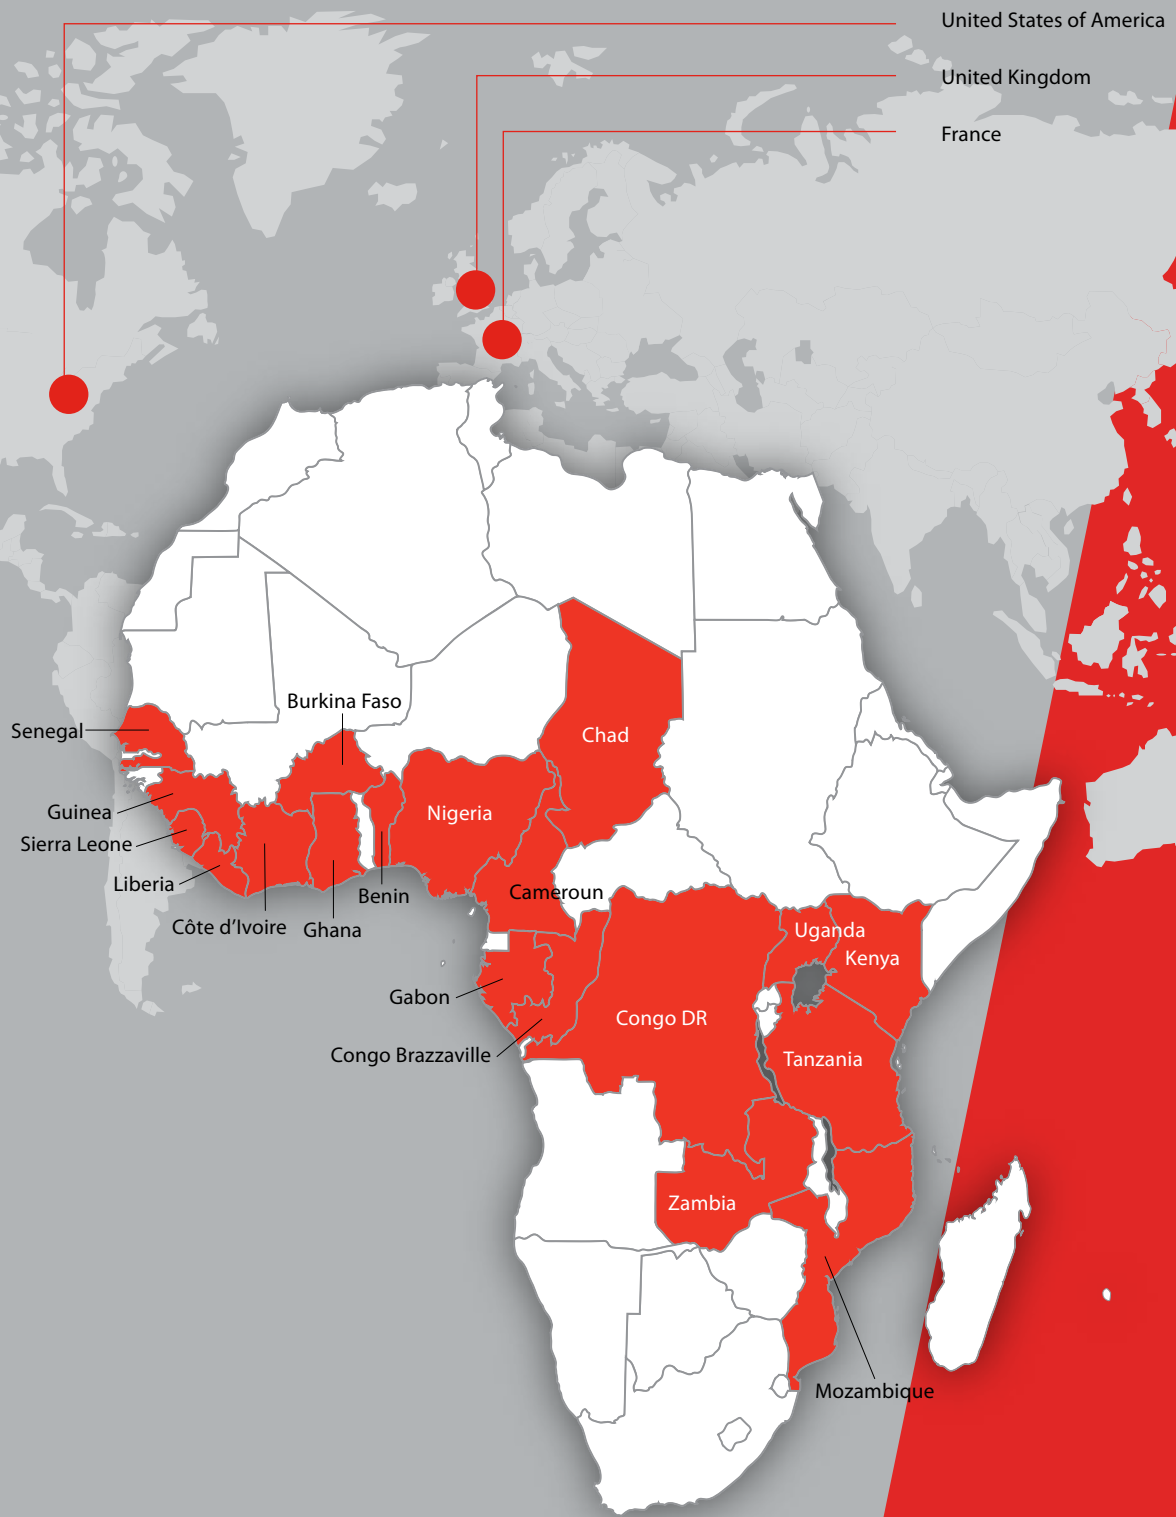 United States of America
United Kingdom
France
Burkina Faso
Senegal
Chad
Guinea
Nigeria
Sierra Leone
Liberia
Benin
Cameroun
Côte d'Ivoire
Ghana
Uganda
Kenya
Gabon
Congo DR
Congo Brazzaville
Tanzania
Zambia
Mozambique